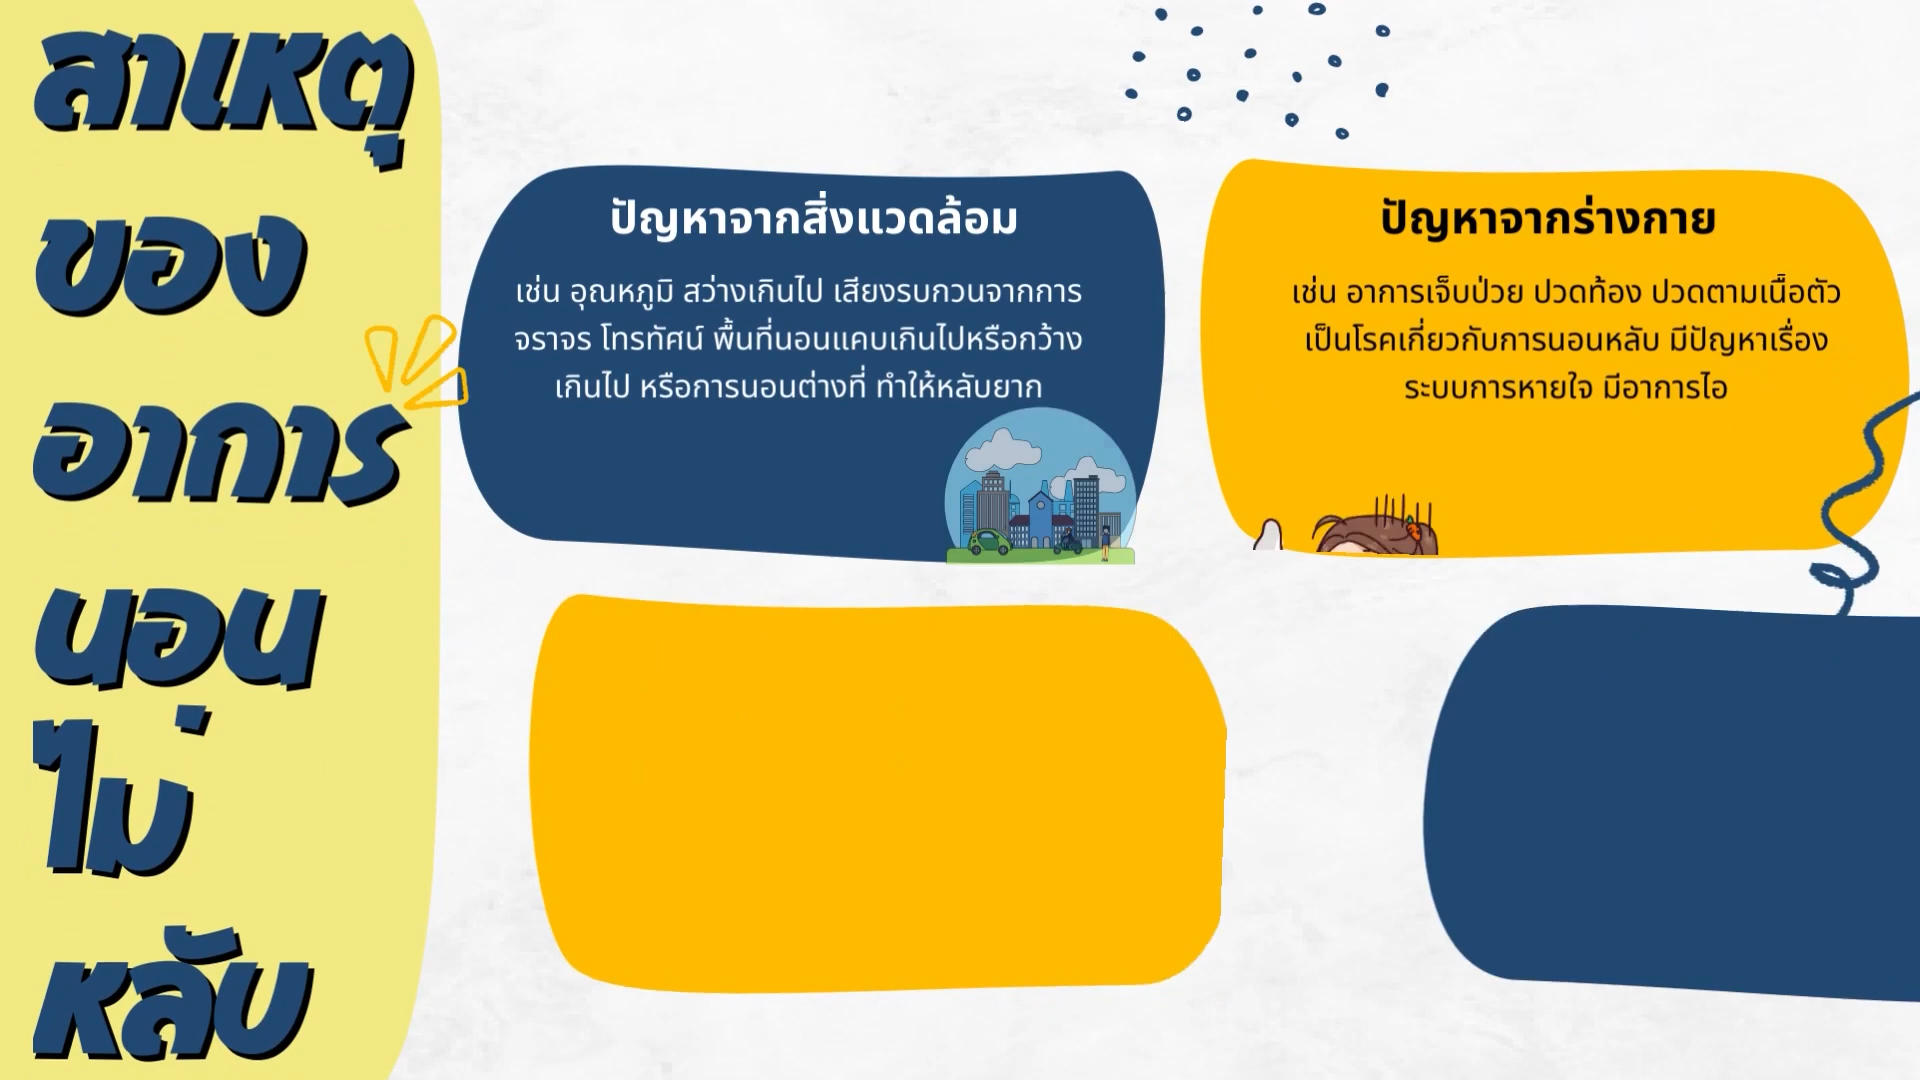 สาเหตุ
ของ
อาการ
นอน
ไม่
หลับ
ปัญหาจากสิ่งแวดล้อม
เช่น อุณหภูมิ สว่างเกินไป เสียงรบกวนจากการ
จราจร โทรทัศน์ พื้นที่นอนแคบเกินไปหรือกว้าง
เกินไป หรือการนอนต่างที่ ทำให้หลับยาก
ปัญหาจากร่างกาย
เช่น อาการเจ็บป่วย ปวดท้อง ปวดตามเนื้อตัว
เป็นโรคเกี่ยวกับการนอนหลับ มีปัญหาเรื่อง
ระบบการหายใจ มีอาการไอ